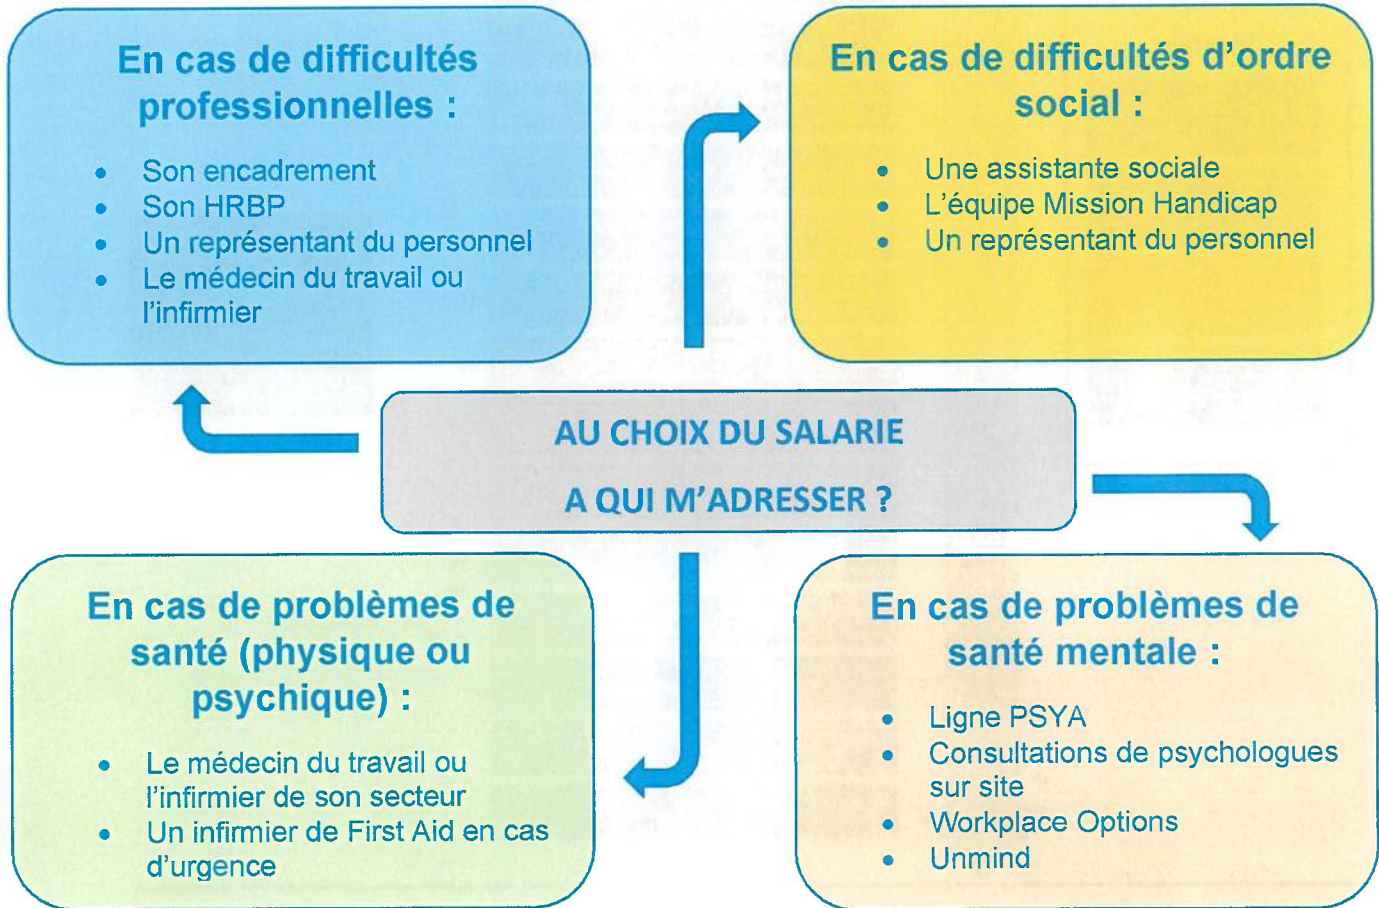 En cas de difficultés
professionnelles :
• Son encadrement
• Son HRBP
• Un représentant du personnel
• Le médecin du travail ou
l'infirmier
En cas de difficultés d'ordre
social :
• Une assistante sociale
• L'équipe Mission Handicap
• Un représentant du personnel
AU CHOIX DU SALARIE
A QUI M'ADRESSER ?
En cas de problèmes de
santé (physique ou
psychique) :
• Le médecin du travail ou
l'infirmier de son secteur
• Un infirmier de First Aid en cas
d'urgence
En cas de problèmes de
santé mentale :
• Ligne PSYA
• Consultations de psychologues
sur site
• Workplace Options
• Unmind